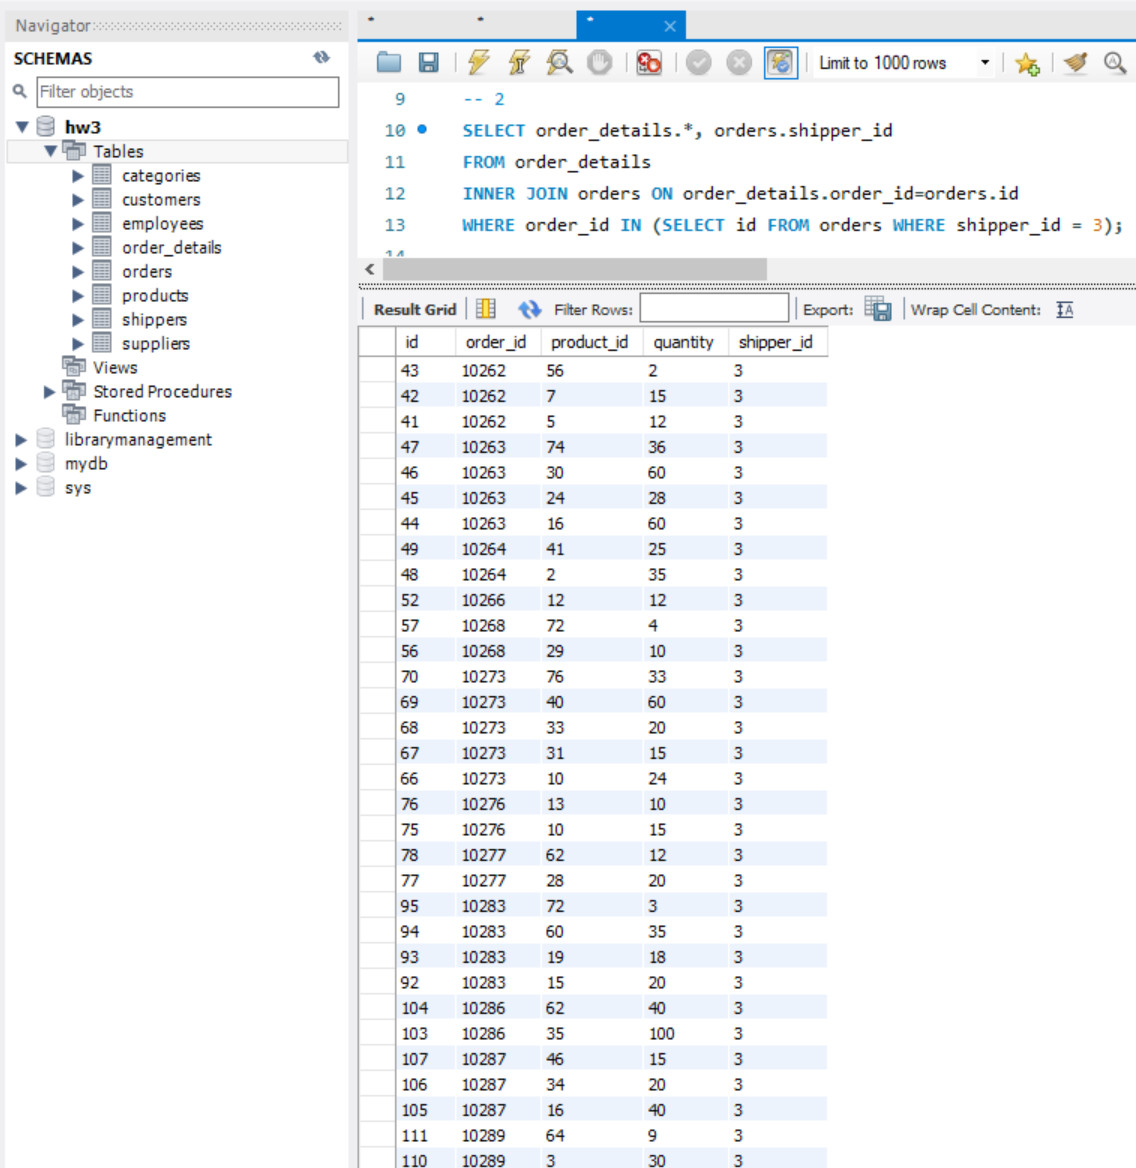 Navigator
SCHEMAS
Filter objects
hw3
Tables
categories
customers
employees
order_details
orders
products
shippers
suppliers
Views
Stored Procedures
Functions
librarymanagement
mydb
sys
* * * ×
Limit to 1000 rows
9 -- 2
10 SELECT order_details.*, orders.shipper_id
11 FROM order_details
12 INNER JOIN orders ON order_details.order_id=orders.id
13 WHERE order_id IN (SELECT id FROM orders WHERE shipper_id = 3);
14
Result Grid Filter Rows: Export: Wrap Cell Content: IA
id order_id product_id quantity shipper_id
43 10262 56 2 3
42 10262 7 15 3
41 10262 5 12 3
47 10263 74 36 3
46 10263 30 60 3
45 10263 24 28 3
44 10263 16 60 3
49 10264 41 25 3
48 10264 2 35 3
52 10266 12 12 3
57 10268 72 4 3
56 10268 29 10 3
70 10273 76 33 3
69 10273 40 60 3
68 10273 33 20 3
67 10273 31 15 3
66 10273 10 24 3
76 10276 13 10 3
75 10276 10 15 3
78 10277 62 12 3
77 10277 28 20 3
95 10283 72 3 3
94 10283 60 35 3
93 10283 19 18 3
92 10283 15 20 3
104 10286 62 40 3
103 10286 35 100 3
107 10287 46 15 3
106 10287 34 20 3
105 10287 16 40 3
111 10289 64 9 3
110 10289 3 30 3